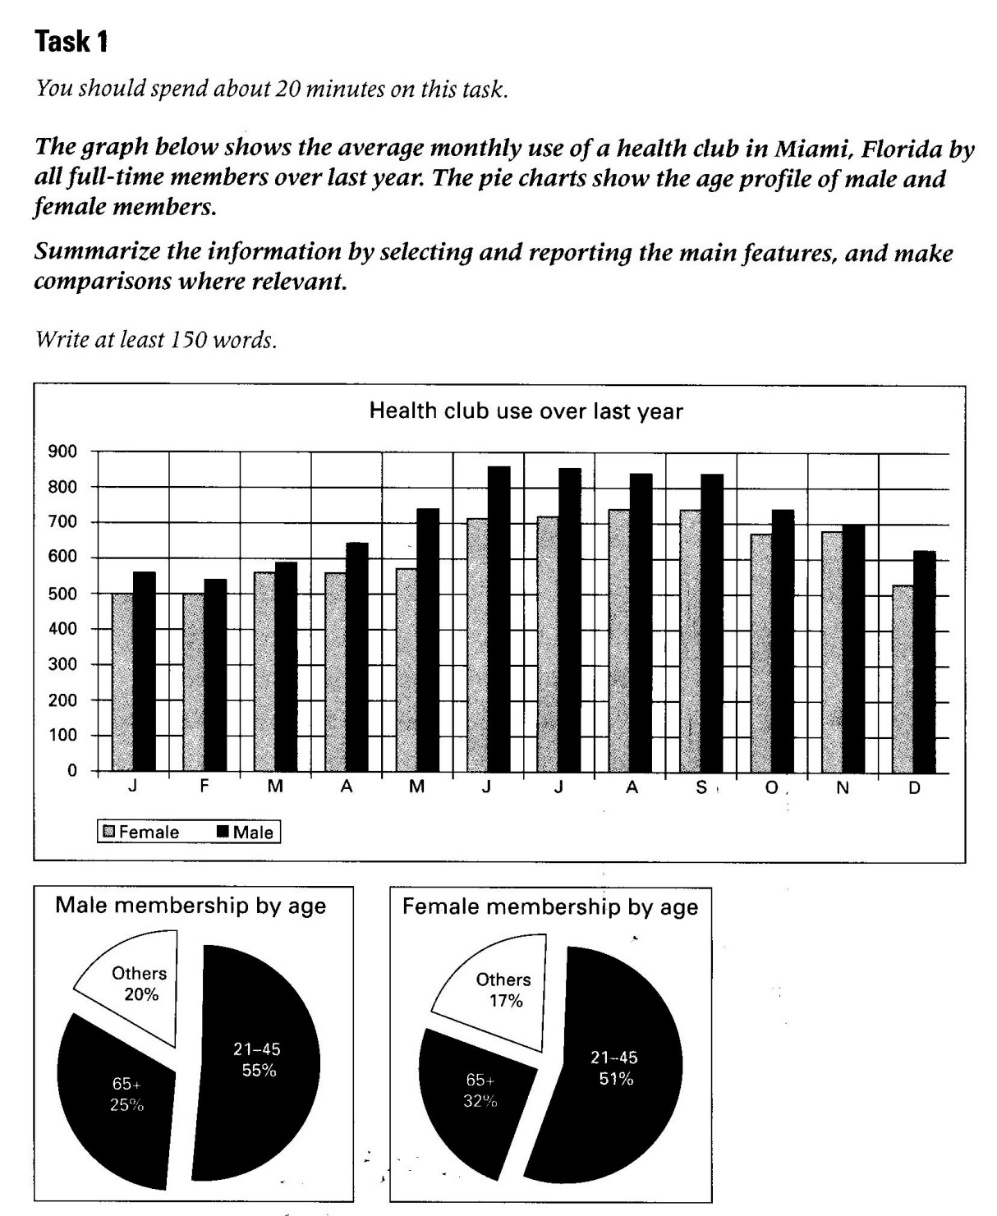 Task 1
You should spend about 20 minutes on this task.
The graph below shows the average monthly use of a health club in Miami, Florida by
all full-time members over last year. The pie charts show the age profile of male and
female members.
Summarize the information by selecting and reporting the main features, and make
comparisons where relevant.
Write at least 150 words.
Health club use over last year
900
800
700
600
500
400
300
200
100
0
J F M A M J J A S O N D
Female Male
Male membership by age
Others
20%
21–45
55%
65+
25%
Female membership by age
Others
17%
21–45
51%
65+
32%